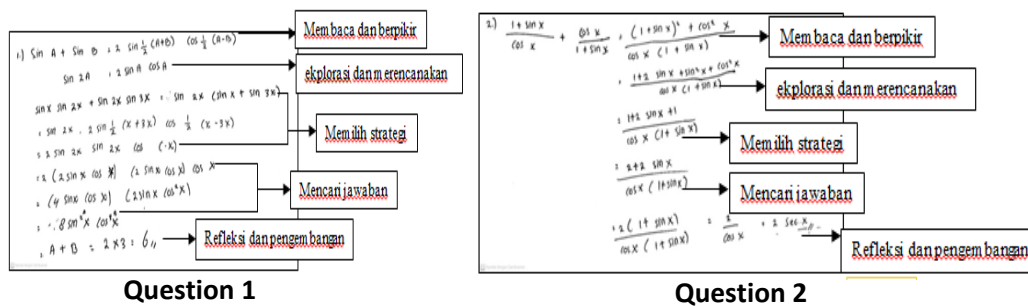 1.) Sin A + Sin B = 2 sin ½ (A+B) cos ½ (A-B)
Membaca dan berpikir
sin 2A = 2 sin A cos A
ekplorasi dan merencanakan
sin x sin 2x + sin 2x sin 3x = sin 2x (sin x + sin 3x)
= sin 2x . 2 sin ½ (x+3x) cos ½ (x-3x)
Memilih strategi
= 2 sin 2x sin 2x cos (-x)
= 2 (2 sin x cos x) (2 sin x cos x) cos x
= (4 sin x cos x) (2 sin x cos² x)
Mencari jawaban
= 8 sin² x cos³ x
A + B = 2 x 3 = 6 //
Refleksi dan pengembangan
Question 1
2.) (1 + sin x)/(cos x) + (cos x)/(1 + sin x) = ((1 + sin x)² + cos² x)/(cos x (1 + sin x))
Membaca dan berpikir
= (1+2 sin x + sin² x + cos² x)/(cos x (1 + sin x))
ekplorasi dan merencanakan
= (1+2 sin x +1)/(cos x (1+ sin x))
Memilih strategi
= (2+2 sin x)/(cos x (1+ sin x))
Mencari jawaban
= (2 (1+ sin x))/(cos x (1+ sin x)) = 2/(cos x) = 2 sec x //
Refleksi dan pengembangan
Question 2